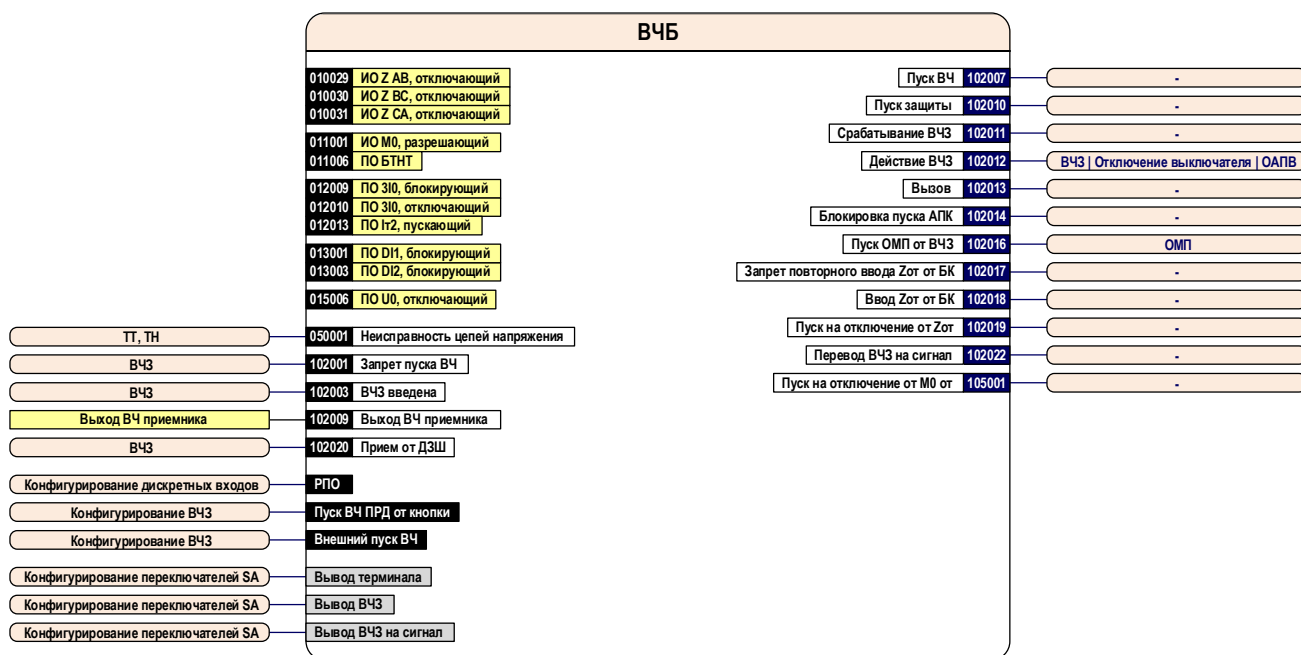 ВЧБ
010029 ИО Z AB, отключающий
010030 ИО Z BC, отключающий
010031 ИО Z CA, отключающий
011001 ИО M0, разрешающий
011006 ПО БТНТ
012009 ПО 3I0, блокирующий
012010 ПО 3I0, отключающий
012013 ПО Iт2, пускающий
013001 ПО DI1, блокирующий
013003 ПО DI2, блокирующий
015006 ПО U0, отключающий
ТТ, ТН 050001 Неисправность цепей напряжения
ВЧЗ 102001 Запрет пуска ВЧ
ВЧЗ 102003 ВЧЗ введена
Выход ВЧ приемника 102009 Выход ВЧ приемника
ВЧЗ 102020 Прием от ДЗШ
Конфигурирование дискретных входов РПО
Конфигурирование ВЧЗ Пуск ВЧ ПРД от кнопки
Конфигурирование ВЧЗ Внешний пуск ВЧ
Конфигурирование переключателей SA Вывод терминала
Конфигурирование переключателей SA Вывод ВЧЗ
Конфигурирование переключателей SA Вывод ВЧЗ на сигнал
Пуск ВЧ 102007 -
Пуск защиты 102010 -
Срабатывание ВЧЗ 102011 -
Действие ВЧЗ 102012 ВЧЗ | Отключение выключателя | ОАПВ
Вызов 102013 -
Блокировка пуска АПК 102014 -
Пуск ОМП от ВЧЗ 102016 ОМП
Запрет повторного ввода Zот от БК 102017 -
Ввод Zот от БК 102018 -
Пуск на отключение от Zот 102019 -
Перевод ВЧЗ на сигнал 102022 -
Пуск на отключение от М0 от 105001 -